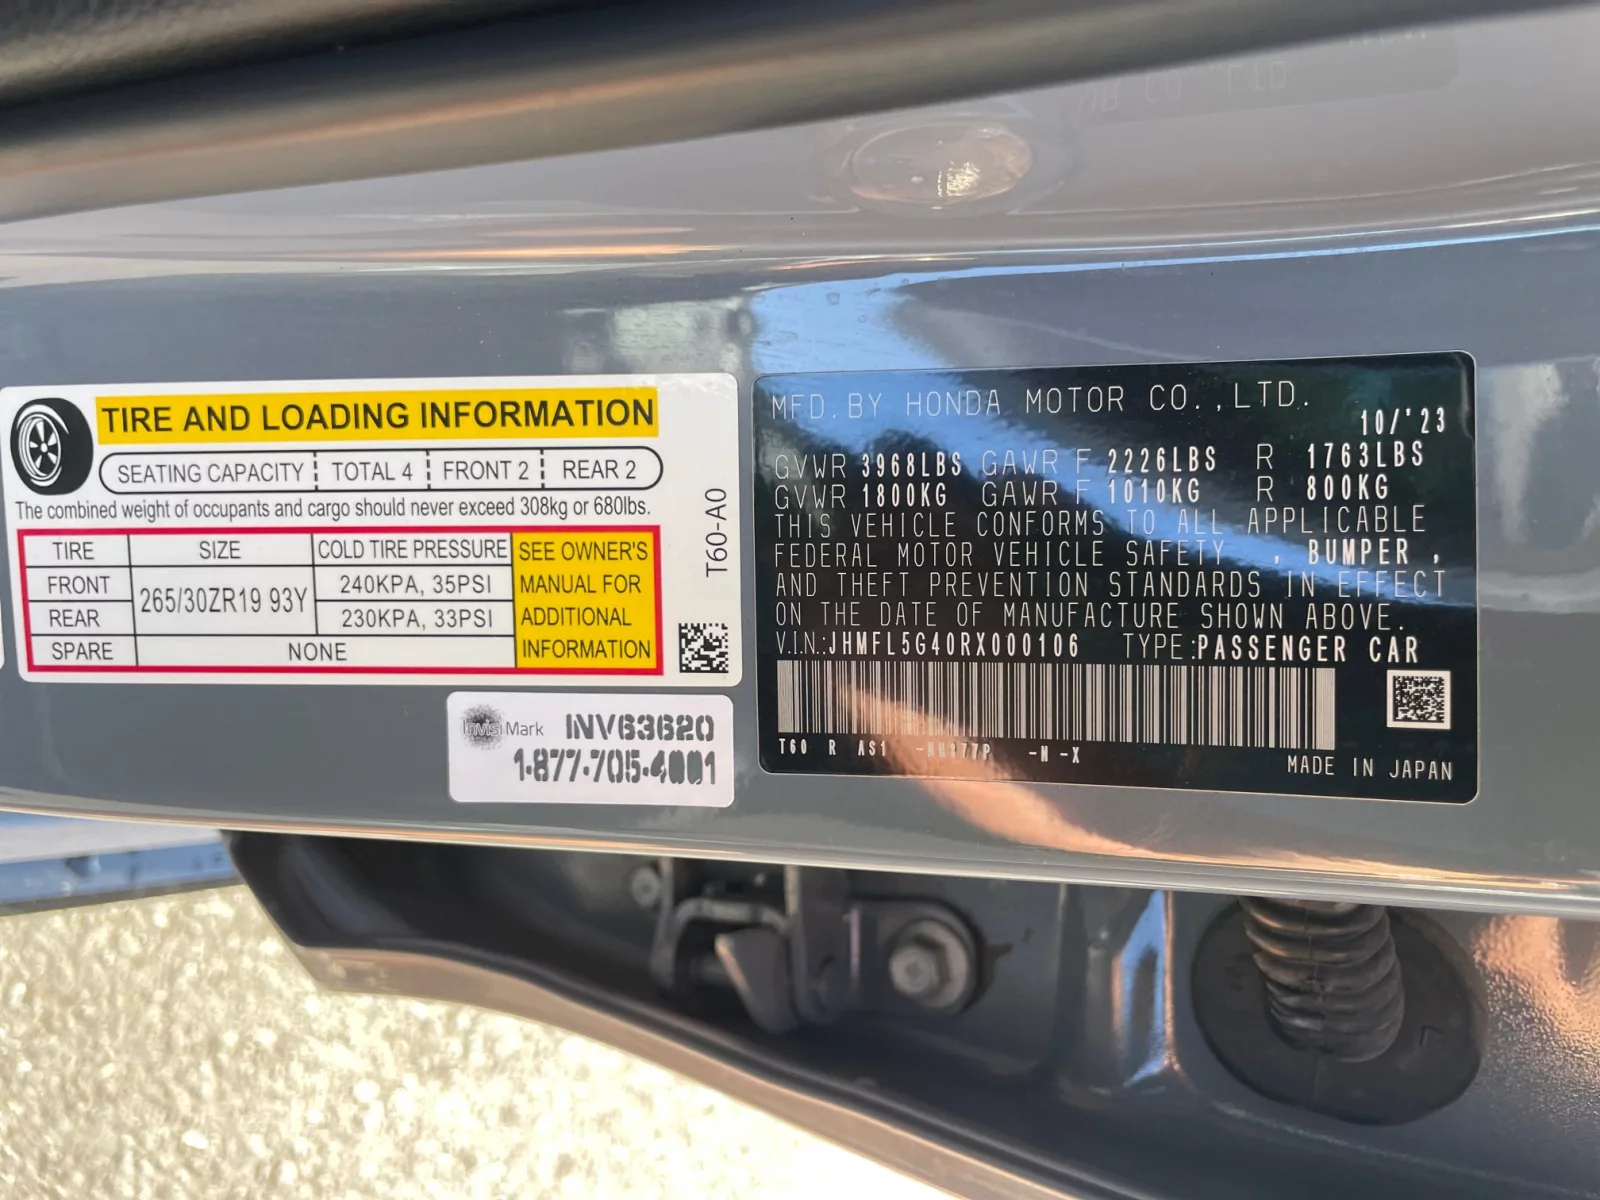 TIRE AND LOADING INFORMATION
SEATING CAPACITY TOTAL 4 FRONT 2 REAR 2
The combined weight of occupants and cargo should never exceed 308kg or 680lbs.
TIRE SIZE COLD TIRE PRESSURE
FRONT 265/30ZR19 93Y 240KPA, 35PSI
REAR 230KPA, 33PSI
SPARE NONE
SEE OWNER'S
MANUAL FOR
ADDITIONAL
INFORMATION
T60-A0
InvisiMark INV63620
1-877-705-4001
MFD. BY HONDA MOTOR CO., LTD.
10/'23
GVWR 3968LBS GAWR F 2226LBS R 1763LBS
GVWR 1800KG GAWR F 1010KG R 800KG
THIS VEHICLE CONFORMS TO ALL APPLICABLE
FEDERAL MOTOR VEHICLE SAFETY , BUMPER ,
AND THEFT PREVENTION STANDARDS IN EFFECT
ON THE DATE OF MANUFACTURE SHOWN ABOVE.
V.I.N.:JHMFL5G40RX000106 TYPE:PASSENGER CAR
T60 R AS1 -N -X
MADE IN JAPAN